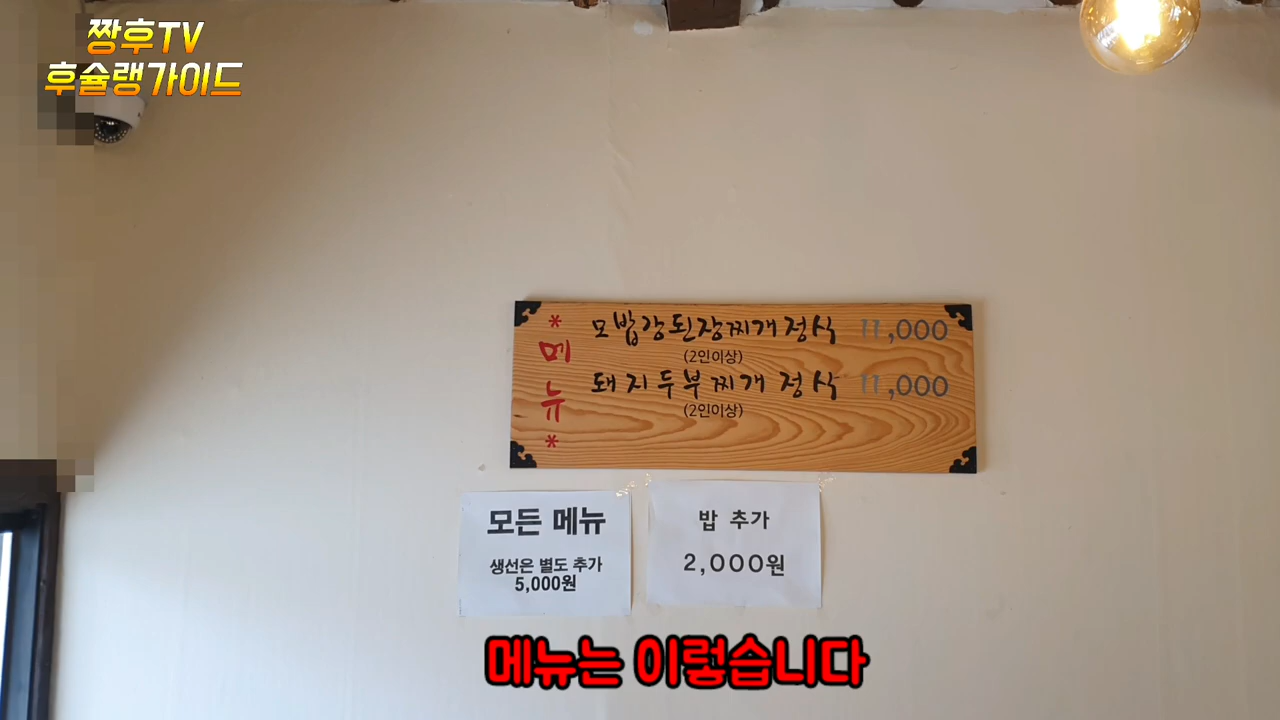 짱후TV
후슐랭가이드
*메뉴*
모밥강된장찌개정식 11,000
(2인이상)
돼지두부찌개정식 11,000
(2인이상)
모든 메뉴
생선은 별도 추가
5,000원
밥 추가
2,000원
메뉴는 이렇습니다